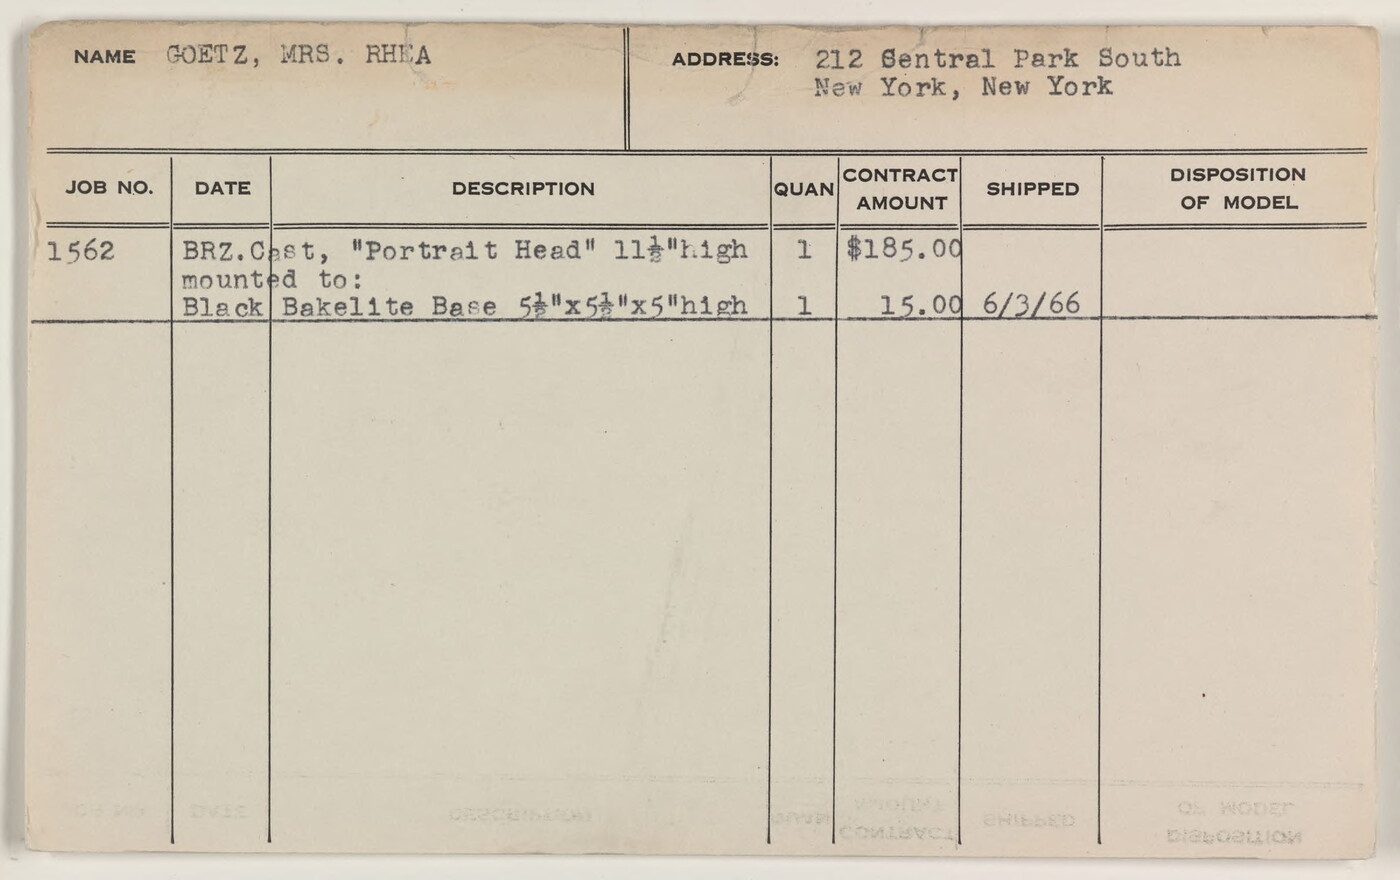 NAME GOETZ, MRS. RHEA
ADDRESS: 212 Sentral Park South
New York, New York
JOB NO. DATE DESCRIPTION QUAN CONTRACT AMOUNT SHIPPED DISPOSITION OF MODEL
1562 BRZ.Cast, "Portrait Head" 11½"high 1 $185.00
mounted to:
Black Bakelite Base 5½"x5½"x5"high 1 15.00 6/3/66